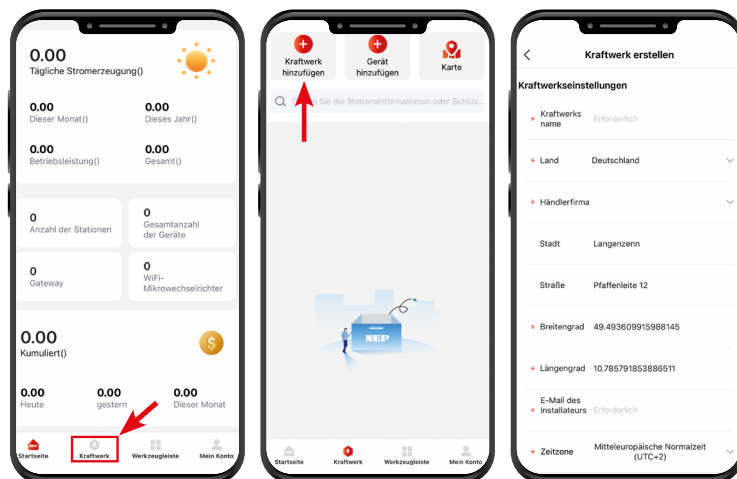 0.00
Tägliche Stromerzeugung()
0.00
Dieser Monat()
0.00
Dieses Jahr()
0.00
Betriebsleistung()
0.00
Gesamt()
0
Anzahl der Stationen
0
Gesamtanzahl
der Geräte
0
Gateway
0
WiFi-
Mikrowechselrichter
0.00
Kumuliert()
$
0.00
Heute
0.00
gestern
0.00
Dieser Monat
Startseite
Kraftwerk
Werkzeugleiste
Mein Konto
Kraftwerk
hinzufügen
Gerät
hinzufügen
Karte
Sie die Stationsinformationen oder Schlüs...
NEP
Startseite
Kraftwerk
Werkzeugleiste
Mein Konto
Kraftwerk erstellen
Kraftwerkseinstellungen
* Kraftwerks
name
Erforderlich
* Land Deutschland
* Händlerfirma
Stadt Langenzenn
Straße Pfaffenleite 12
* Breitengrad 49.493609915988145
* Längengrad 10.785791853886511
E-Mail des
* Installateurs Erforderlich
* Zeitzone Mitteleuropäische Normalzeit
(UTC+2)